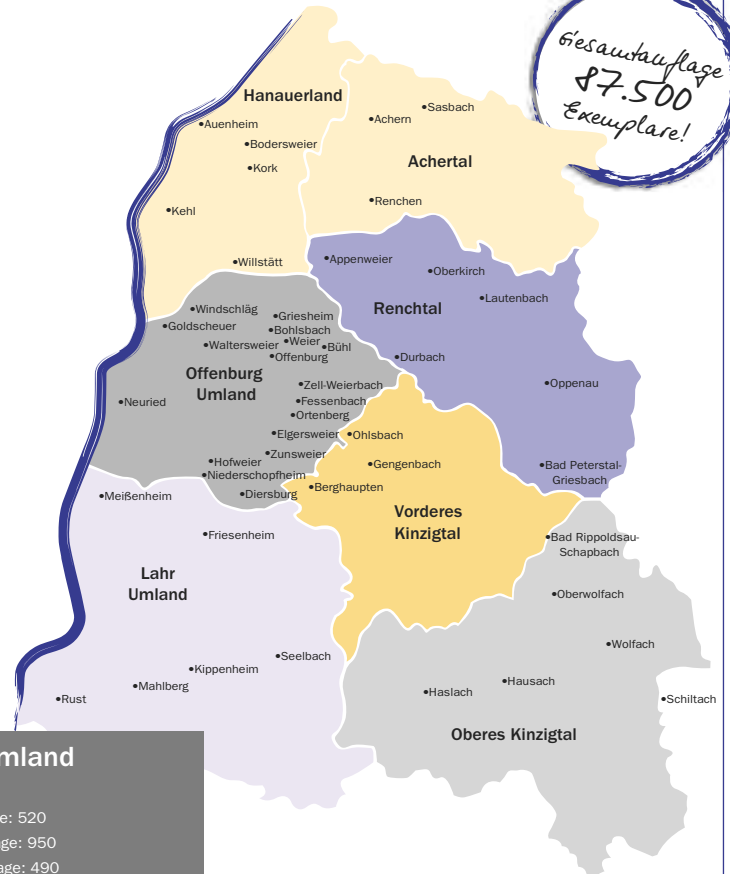 Gesamtauflage
87.500
Exemplare!
Hanauerland
•Auenheim
•Bodersweier
•Kork
•Kehl
•Willstätt
•Sasbach
•Achern
Achertal
•Renchen
•Appenweier
•Oberkirch
•Lautenbach
Renchtal
•Durbach
•Oppenau
•Bad Peterstal-
Griesbach
•Windschläg
•Goldscheuer
•Griesheim
•Bohlsbach
•Weier
•Bühl
•Waltersweier
•Offenburg
Offenburg
Umland
•Zell-Weierbach
•Neuried
•Fessenbach
•Ortenberg
•Elgersweier
•Zunsweier
•Hofweier
•Niederschopfheim
•Diersburg
•Ohlsbach
•Gengenbach
•Berghaupten
Vorderes
Kinzigtal
•Meißenheim
•Friesenheim
Lahr
Umland
•Seelbach
•Kippenheim
•Mahlberg
•Rust
•Bad Rippoldsau-
Schapbach
•Oberwolfach
•Wolfach
•Hausach
•Haslach
•Schiltach
Oberes Kinzigtal
mland
e: 520
ge: 950
age: 490